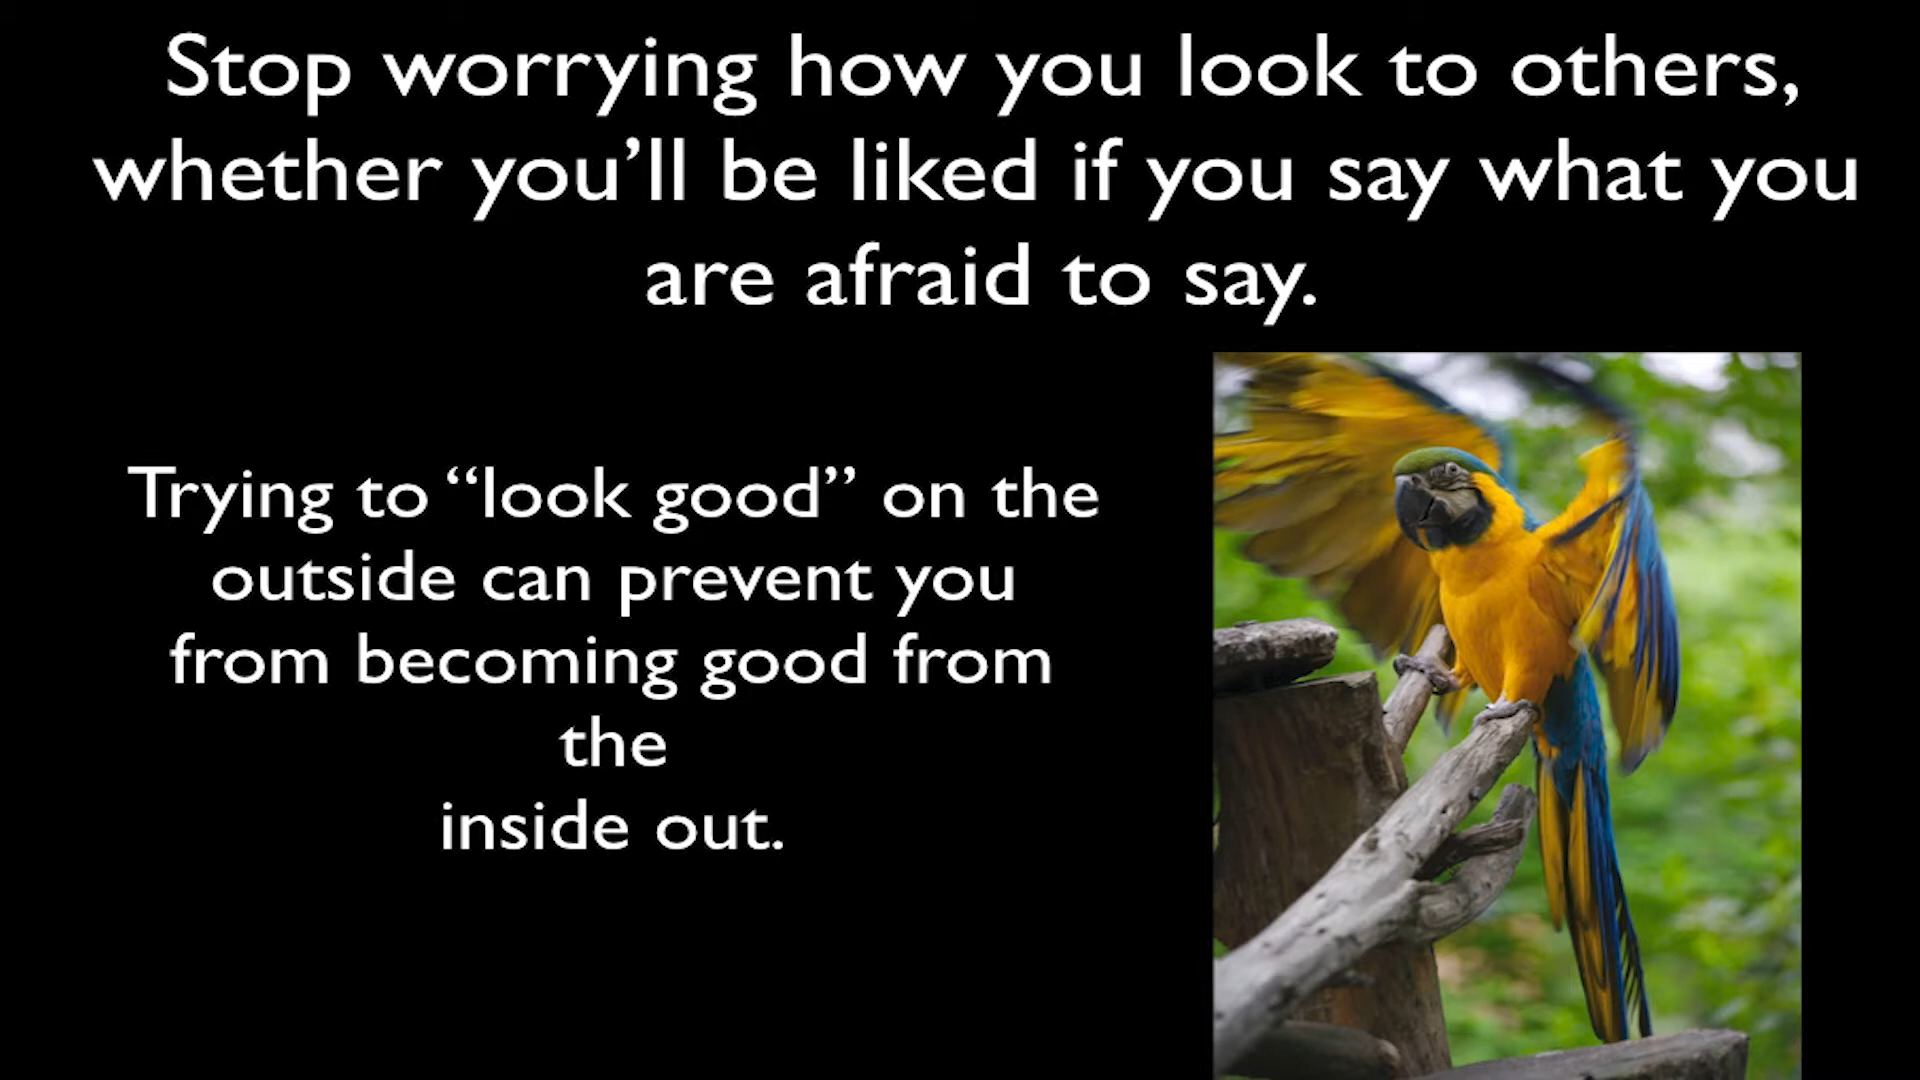 Stop worrying how you look to others,
whether you’ll be liked if you say what you
are afraid to say.
Trying to “look good” on the
outside can prevent you
from becoming good from
the
inside out.